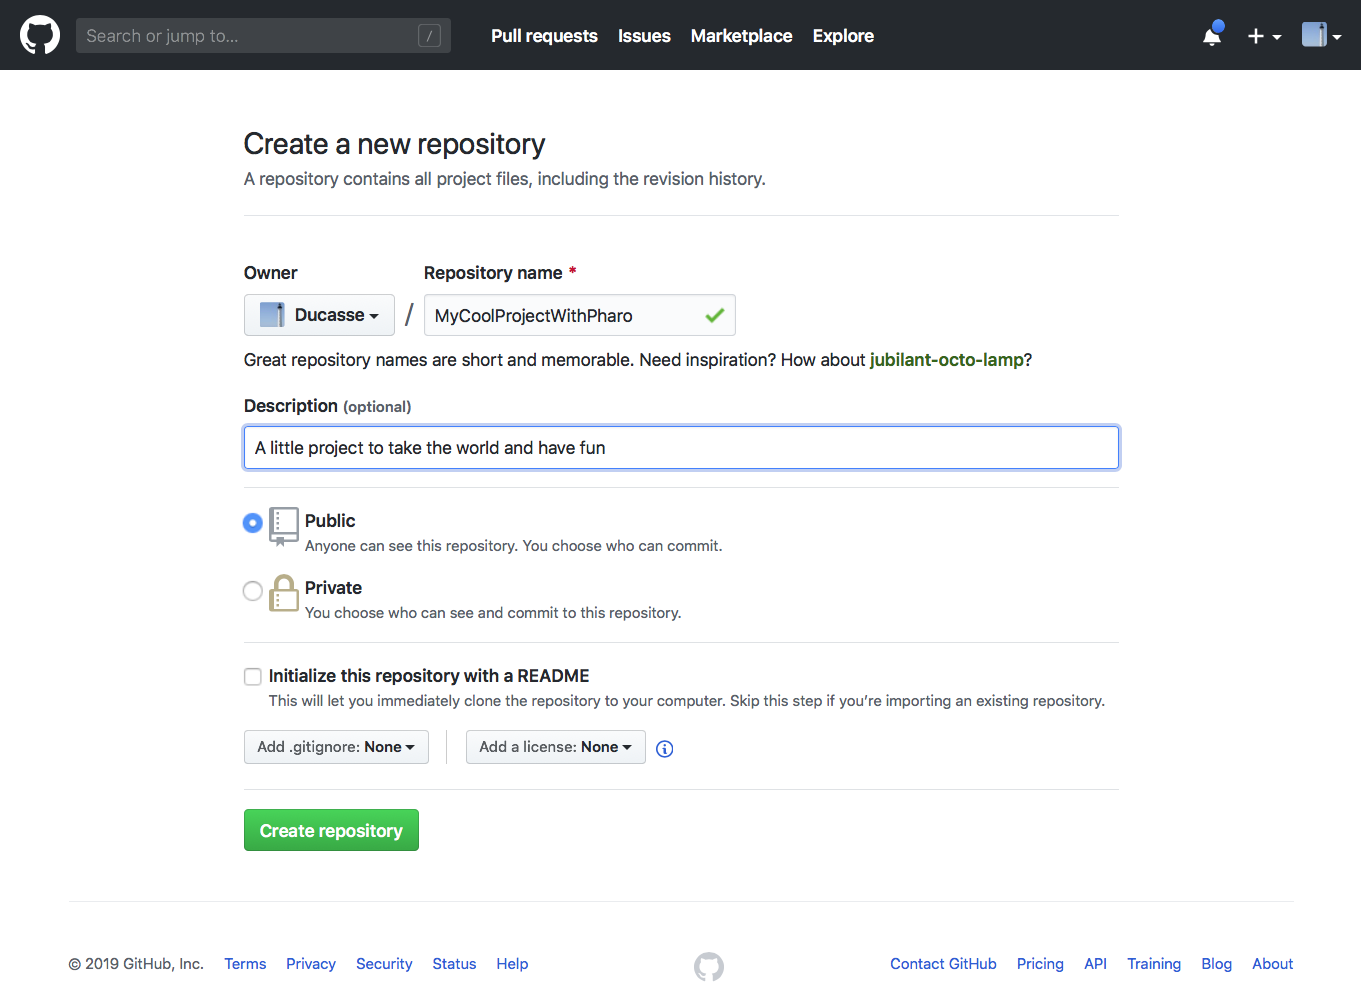 Search or jump to... /
Pull requests Issues Marketplace Explore
Create a new repository
A repository contains all project files, including the revision history.
Owner Repository name *
Ducasse / MyCoolProjectWithPharo
Great repository names are short and memorable. Need inspiration? How about jubilant-octo-lamp?
Description (optional)
A little project to take the world and have fun
Public
Anyone can see this repository. You choose who can commit.
Private
You choose who can see and commit to this repository.
Initialize this repository with a README
This will let you immediately clone the repository to your computer. Skip this step if you’re importing an existing repository.
Add .gitignore: None Add a license: None
Create repository
© 2019 GitHub, Inc. Terms Privacy Security Status Help Contact GitHub Pricing API Training Blog About